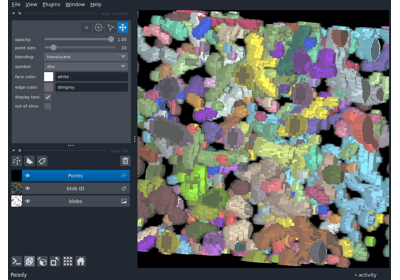 File View Plugins Window Help
opacity: 1.00
point size: 10
blending: translucent
symbol: disc
face color: white
edge color: dimgrey
display text: ✓
out of slice:
Points
blob ID
blobs
Ready
activity